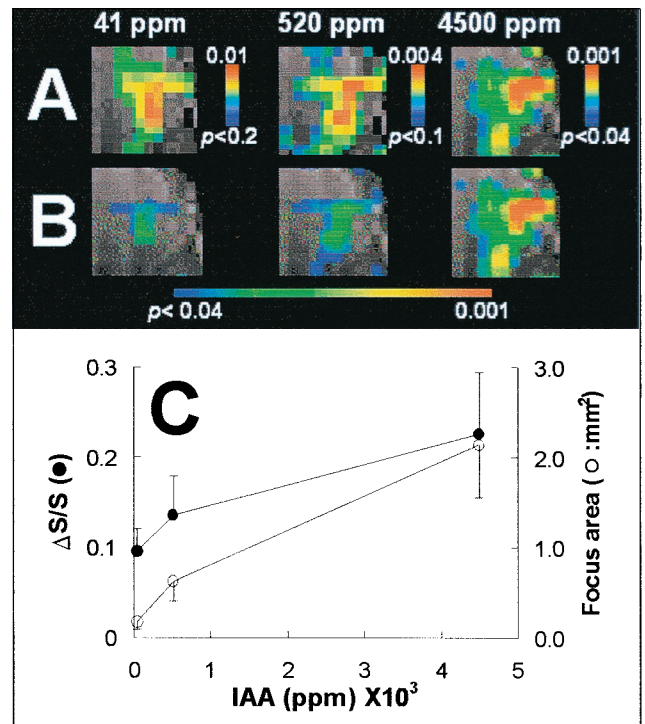 41 ppm 520 ppm 4500 ppm
A 0.01 p<0.2 0.004 p<0.1 0.001 p<0.04
B
p< 0.04 0.001
C
0.3 3.0
0.2 2.0
0.1 1.0
0 0.0
ΔS/S (●)
Focus area (○ :mm²)
0 1 2 3 4 5
IAA (ppm) X10³